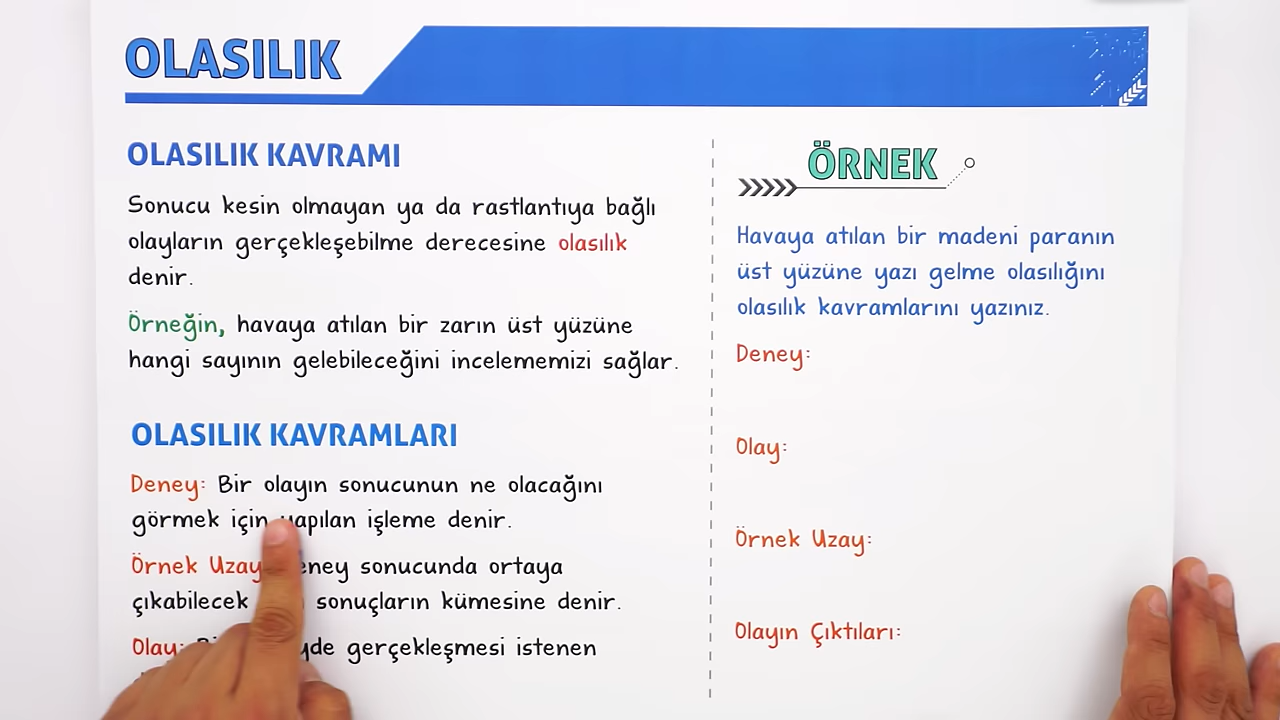 OLASILIK
OLASILIK KAVRAMI
Sonucu kesin olmayan ya da rastlantıya bağlı
olayların gerçekleşebilme derecesine olasılık
denir.
Örneğin, havaya atılan bir zarın üst yüzüne
hangi sayının gelebileceğini incelememizi sağlar.
OLASILIK KAVRAMLARI
Deney: Bir olayın sonucunun ne olacağını
görmek için yapılan işleme denir.
Örnek Uzay sonucunda ortaya
çıkabilecek sonuçların kümesine denir.
Olay: gerçekleşmesi istenen
ÖRNEK
Havaya atılan bir madeni paranın
üst yüzüne yazı gelme olasılığını
olasılık kavramlarını yazınız.
Deney:
Olay:
Örnek Uzay:
Olayın Çıktıları: